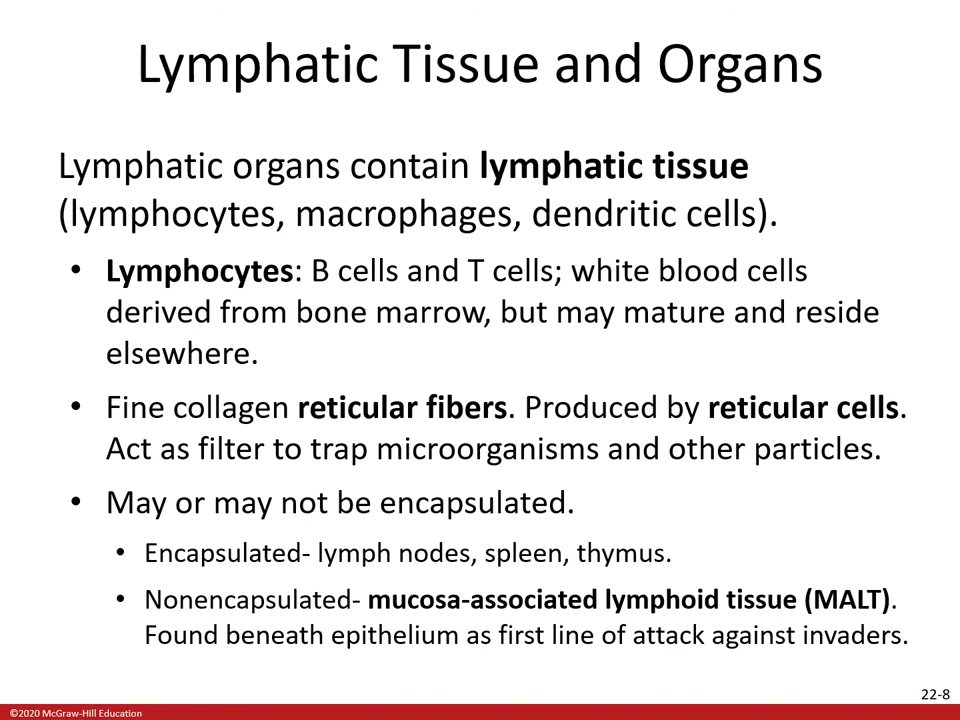 Lymphatic Tissue and Organs
Lymphatic organs contain lymphatic tissue
(lymphocytes, macrophages, dendritic cells).
• Lymphocytes: B cells and T cells; white blood cells
derived from bone marrow, but may mature and reside
elsewhere.
• Fine collagen reticular fibers. Produced by reticular cells.
Act as filter to trap microorganisms and other particles.
• May or may not be encapsulated.
• Encapsulated- lymph nodes, spleen, thymus.
• Nonencapsulated- mucosa-associated lymphoid tissue (MALT).
Found beneath epithelium as first line of attack against invaders.
22-8
©2020 McGraw-Hill Education